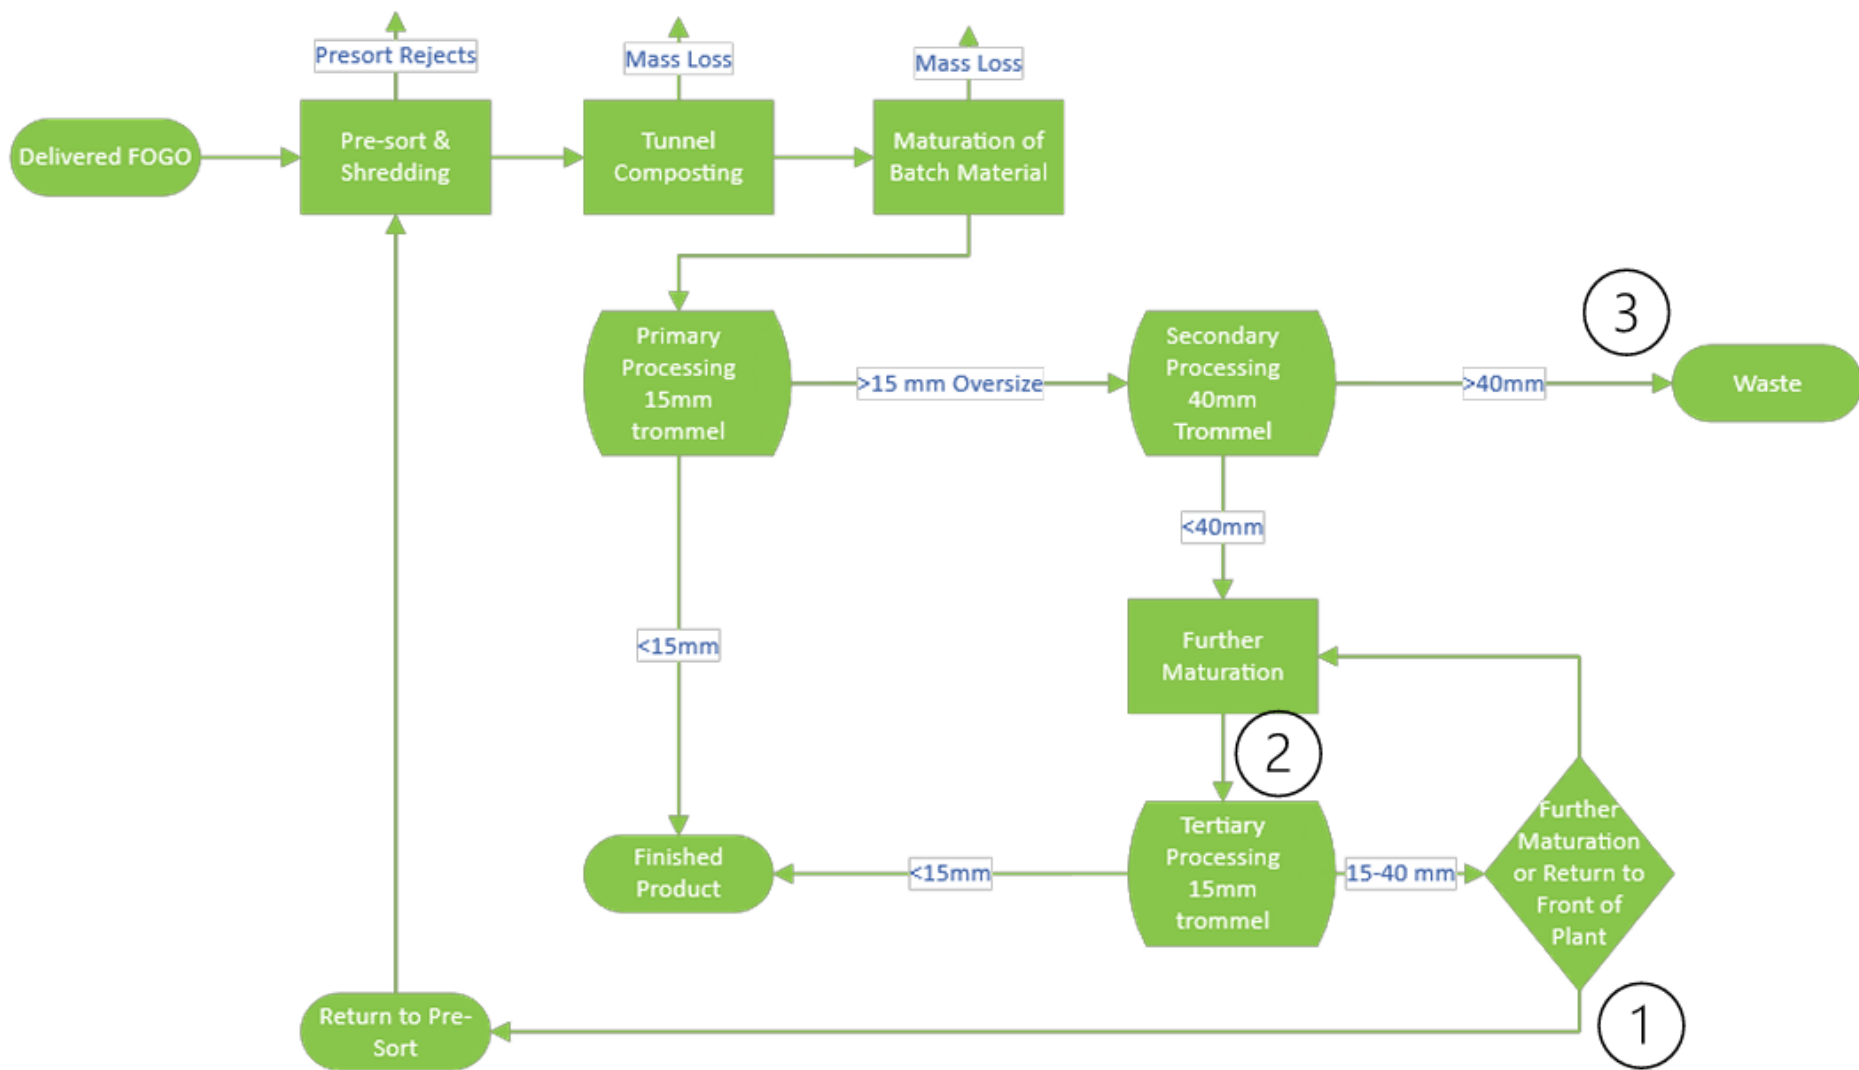 Presort Rejects
Mass Loss
Mass Loss
Delivered FOGO
Pre-sort &
Shredding
Tunnel
Composting
Maturation of
Batch Material
Primary
Processing
15mm
trommel
>15 mm Oversize
Secondary
Processing
40mm
Trommel
>40mm
3
Waste
<40mm
<15mm
Further
Maturation
2
Finished
Product
<15mm
Tertiary
Processing
15mm
trommel
15-40 mm
Further
Maturation
or Return to
Front of
Plant
Return to Pre-
Sort
1